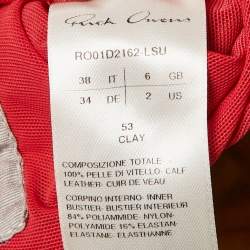 Rick Owens
RO01D2162-LSU
38 IT 6 GB
34 DE 2 US
53
CLAY
COMPOSIZIONE TOTALE -
100% PELLE DI VITELLO- CALF
LEATHER- CUIR DE VEAU
CORPINO INTERNO- INNER
BUSTIER- BUSTIER INTERIEUR
84% POLIAMMIDE- NYLON-
POLYAMIDE 16% ELASTAN-
ELASTANE- ELASTHANNE